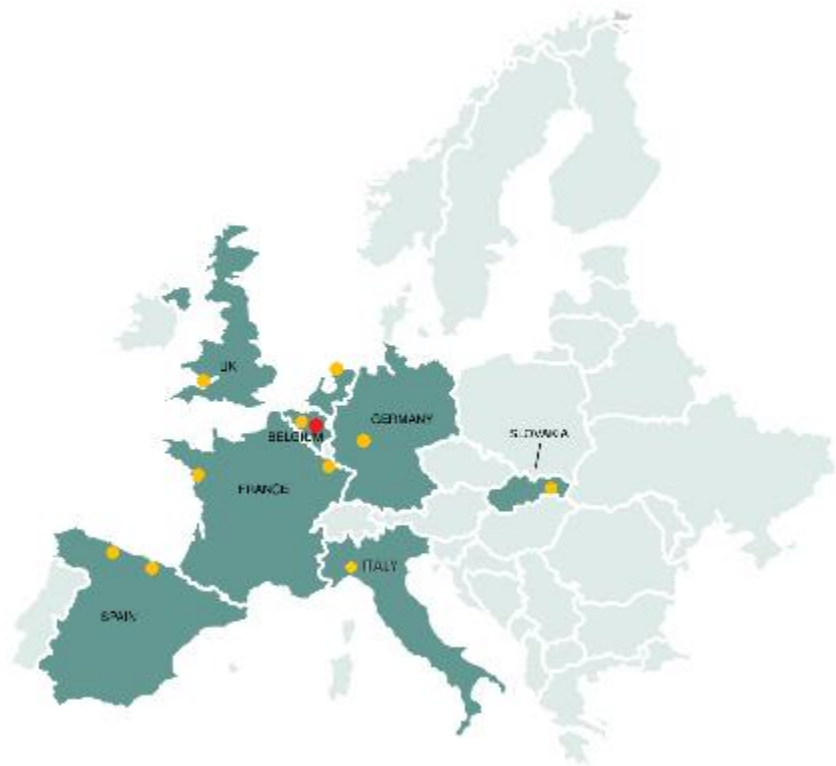 UK
GERMANY
BELGIUM
SLOVAKIA
FRANCE
ITALY
SPAIN